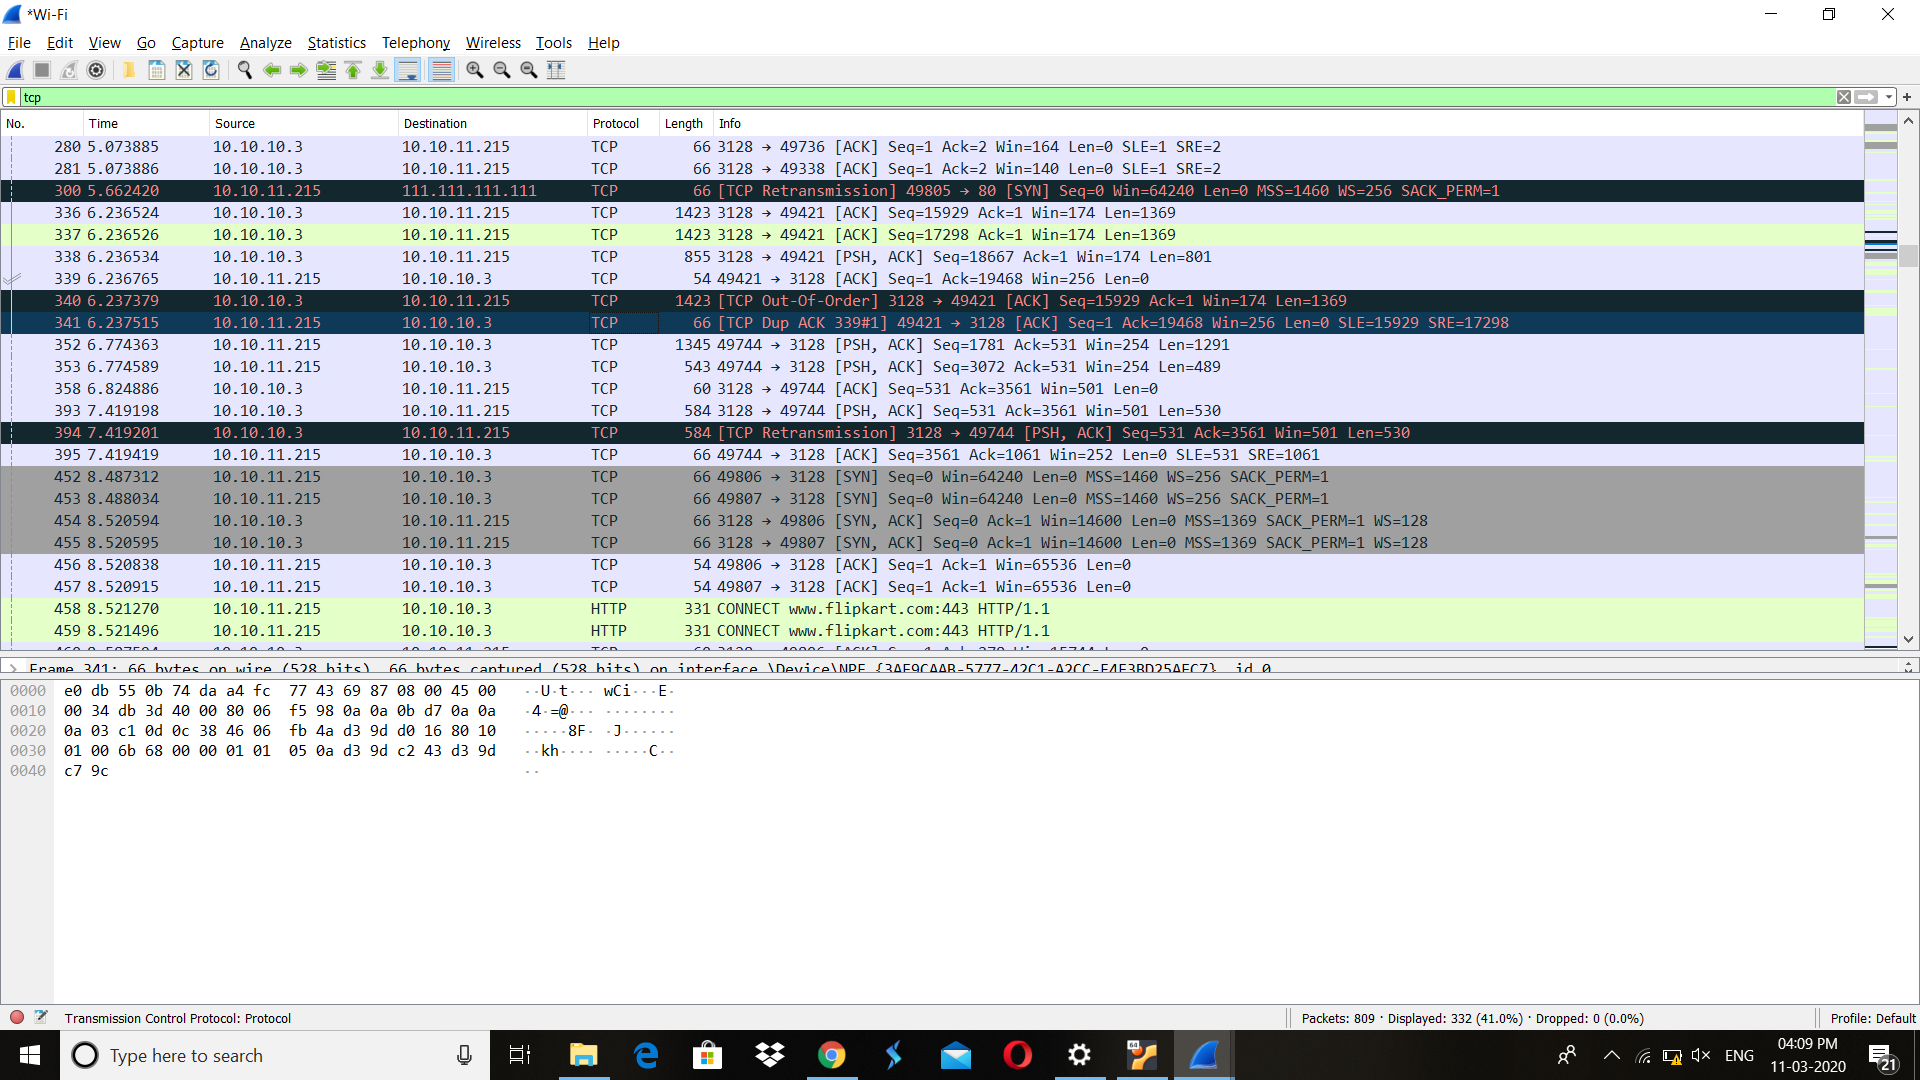 *Wi-Fi
File Edit View Go Capture Analyze Statistics Telephony Wireless Tools Help
tcp
No. Time Source Destination Protocol Length Info
280 5.073885 10.10.10.3 10.10.11.215 TCP 66 3128 → 49736 [ACK] Seq=1 Ack=2 Win=164 Len=0 SLE=1 SRE=2
281 5.073886 10.10.10.3 10.10.11.215 TCP 66 3128 → 49338 [ACK] Seq=1 Ack=2 Win=140 Len=0 SLE=1 SRE=2
300 5.662420 10.10.11.215 111.111.111.111 TCP 66 [TCP Retransmission] 49805 → 80 [SYN] Seq=0 Win=64240 Len=0 MSS=1460 WS=256 SACK_PERM=1
336 6.236524 10.10.10.3 10.10.11.215 TCP 1423 3128 → 49421 [ACK] Seq=15929 Ack=1 Win=174 Len=1369
337 6.236526 10.10.10.3 10.10.11.215 TCP 1423 3128 → 49421 [ACK] Seq=17298 Ack=1 Win=174 Len=1369
338 6.236534 10.10.10.3 10.10.11.215 TCP 855 3128 → 49421 [PSH, ACK] Seq=18667 Ack=1 Win=174 Len=801
339 6.236765 10.10.11.215 10.10.10.3 TCP 54 49421 → 3128 [ACK] Seq=1 Ack=19468 Win=256 Len=0
340 6.237379 10.10.10.3 10.10.11.215 TCP 1423 [TCP Out-Of-Order] 3128 → 49421 [ACK] Seq=15929 Ack=1 Win=174 Len=1369
341 6.237515 10.10.11.215 10.10.10.3 TCP 66 [TCP Dup ACK 339#1] 49421 → 3128 [ACK] Seq=1 Ack=19468 Win=256 Len=0 SLE=15929 SRE=17298
352 6.774363 10.10.11.215 10.10.10.3 TCP 1345 49744 → 3128 [PSH, ACK] Seq=1781 Ack=531 Win=254 Len=1291
353 6.774589 10.10.11.215 10.10.10.3 TCP 543 49744 → 3128 [PSH, ACK] Seq=3072 Ack=531 Win=254 Len=489
358 6.824886 10.10.10.3 10.10.11.215 TCP 60 3128 → 49744 [ACK] Seq=531 Ack=3561 Win=501 Len=0
393 7.419198 10.10.10.3 10.10.11.215 TCP 584 3128 → 49744 [PSH, ACK] Seq=531 Ack=3561 Win=501 Len=530
394 7.419201 10.10.10.3 10.10.11.215 TCP 584 [TCP Retransmission] 3128 → 49744 [PSH, ACK] Seq=531 Ack=3561 Win=501 Len=530
395 7.419419 10.10.11.215 10.10.10.3 TCP 66 49744 → 3128 [ACK] Seq=3561 Ack=1061 Win=252 Len=0 SLE=531 SRE=1061
452 8.487312 10.10.11.215 10.10.10.3 TCP 66 49806 → 3128 [SYN] Seq=0 Win=64240 Len=0 MSS=1460 WS=256 SACK_PERM=1
453 8.488034 10.10.11.215 10.10.10.3 TCP 66 49807 → 3128 [SYN] Seq=0 Win=64240 Len=0 MSS=1460 WS=256 SACK_PERM=1
454 8.520594 10.10.10.3 10.10.11.215 TCP 66 3128 → 49806 [SYN, ACK] Seq=0 Ack=1 Win=14600 Len=0 MSS=1369 SACK_PERM=1 WS=128
455 8.520595 10.10.10.3 10.10.11.215 TCP 66 3128 → 49807 [SYN, ACK] Seq=0 Ack=1 Win=14600 Len=0 MSS=1369 SACK_PERM=1 WS=128
456 8.520838 10.10.11.215 10.10.10.3 TCP 54 49806 → 3128 [ACK] Seq=1 Ack=1 Win=65536 Len=0
457 8.520915 10.10.11.215 10.10.10.3 TCP 54 49807 → 3128 [ACK] Seq=1 Ack=1 Win=65536 Len=0
458 8.521270 10.10.11.215 10.10.10.3 HTTP 331 CONNECT www.flipkart.com:443 HTTP/1.1
459 8.521496 10.10.11.215 10.10.10.3 HTTP 331 CONNECT www.flipkart.com:443 HTTP/1.1
Frame 341: 66 bytes on wire (528 bits), 66 bytes captured (528 bits) on interface
0000 e0 db 55 0b 74 da a4 fc 77 43 69 87 08 00 45 00 ··U·t··· wCi···E·
0010 00 34 db 3d 40 00 80 06 f5 98 0a 0a 0b d7 0a 0a ·4·=@··· ········
0020 0a 03 c1 0d 0c 38 46 06 fb 4a d3 9d d0 16 80 10 ·····8F· ·J······
0030 01 00 6b 68 00 00 01 01 05 0a d3 9d c2 43 d3 9d ··kh···· ·····C··
0040 c7 9c ··
Transmission Control Protocol: Protocol
Packets: 809 · Displayed: 332 (41.0%) · Dropped: 0 (0.0%)
Profile: Default
Type here to search
64
ENG
04:09 PM
11-03-2020
21